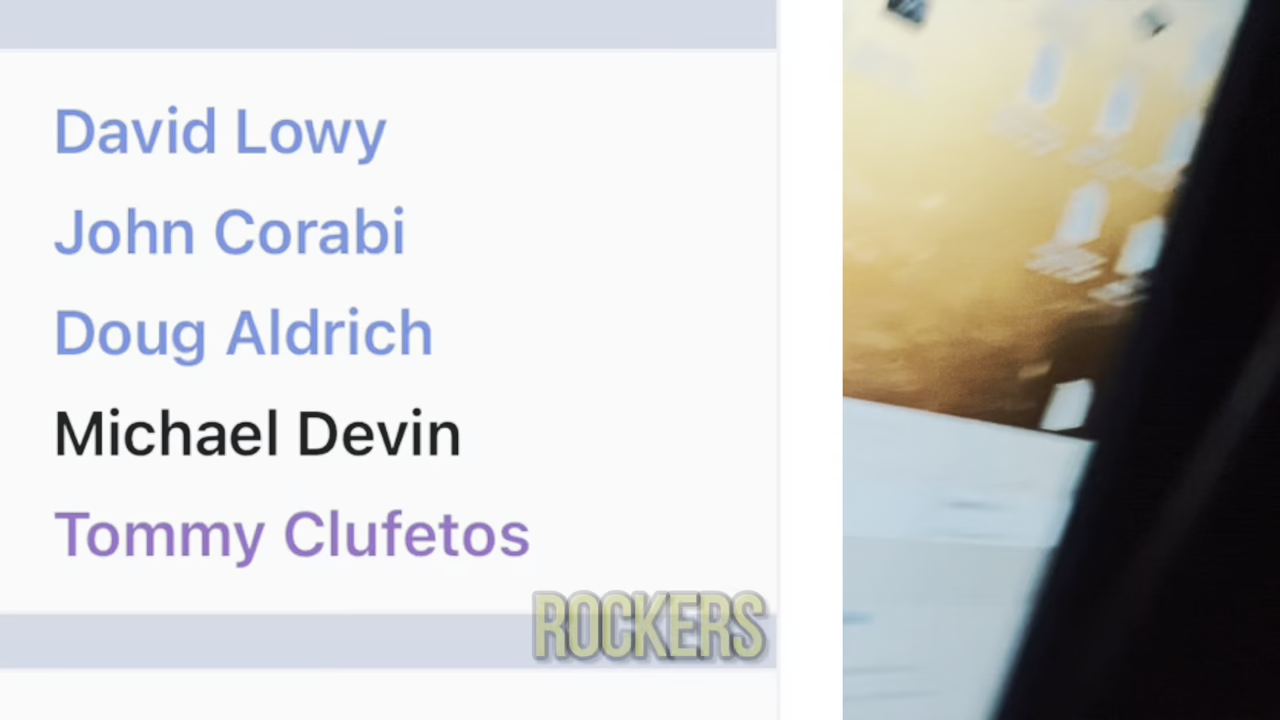 David Lowy
John Corabi
Doug Aldrich
Michael Devin
Tommy Clufetos
ROCKERS